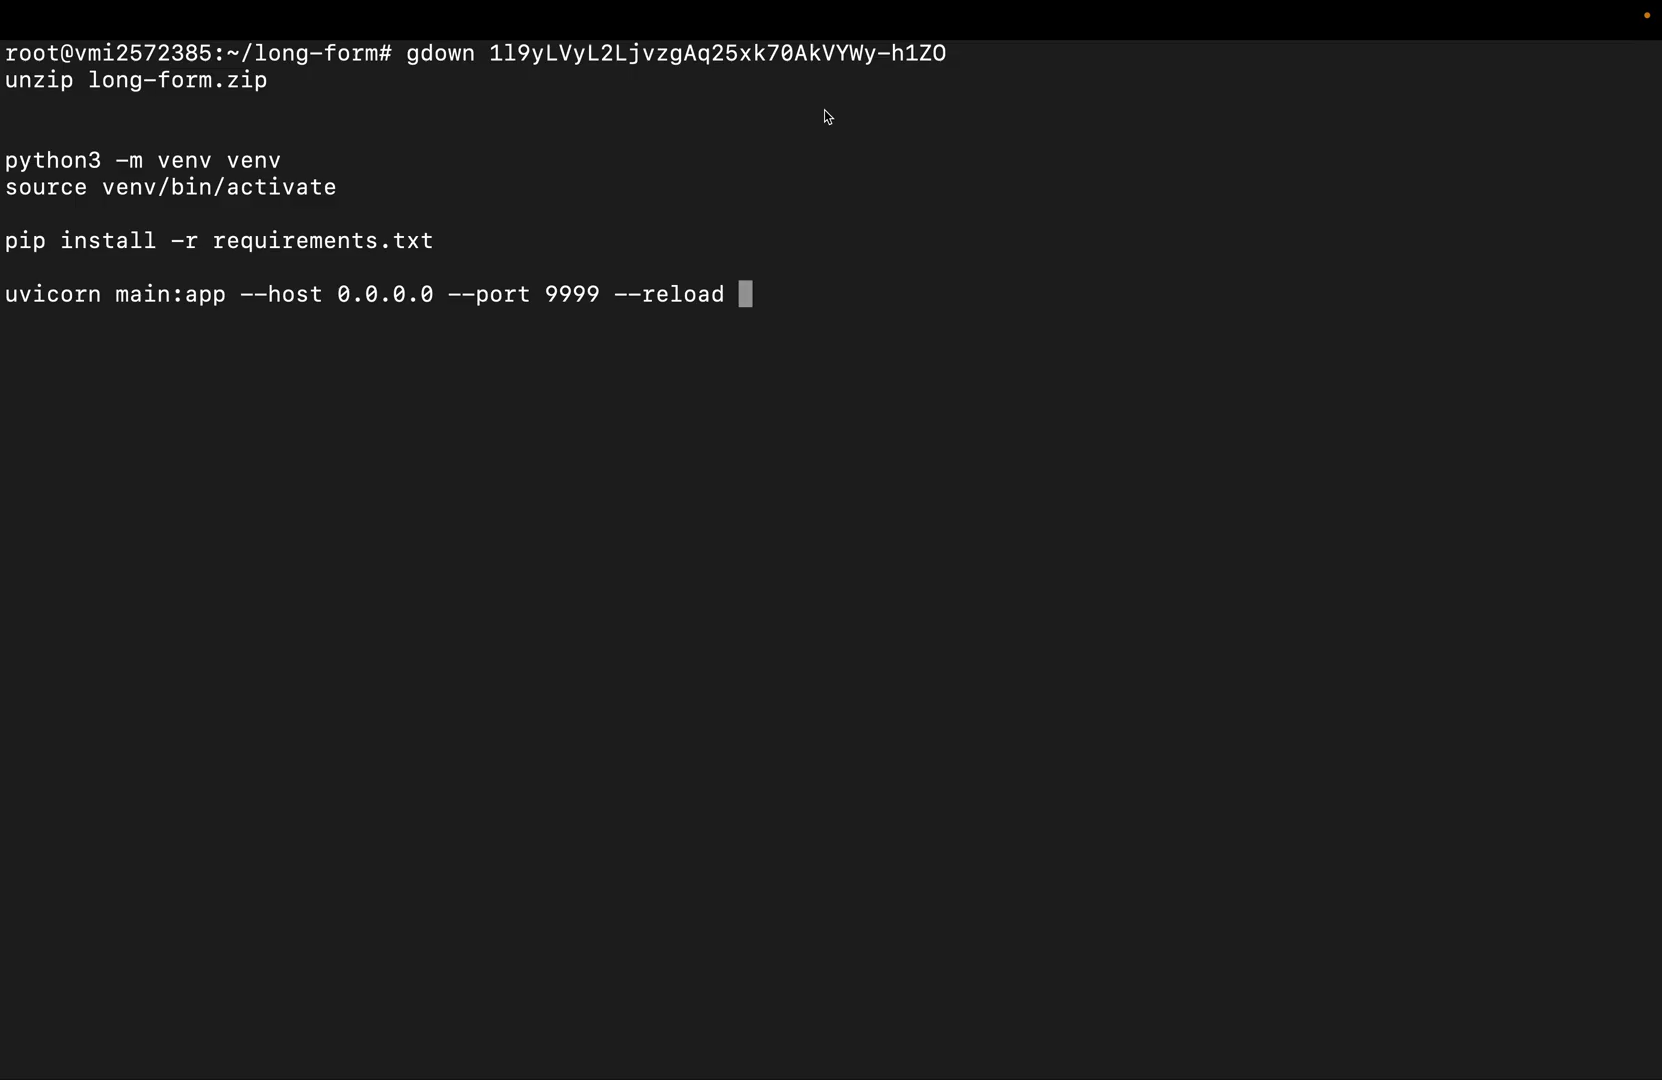 root@vmi2572385:~/long-form# gdown 1l9yLVyL2LjvzgAq25xk70AkVYWy-h1ZO
unzip long-form.zip
python3 -m venv venv
source venv/bin/activate
pip install -r requirements.txt
uvicorn main:app --host 0.0.0.0 --port 9999 --reload